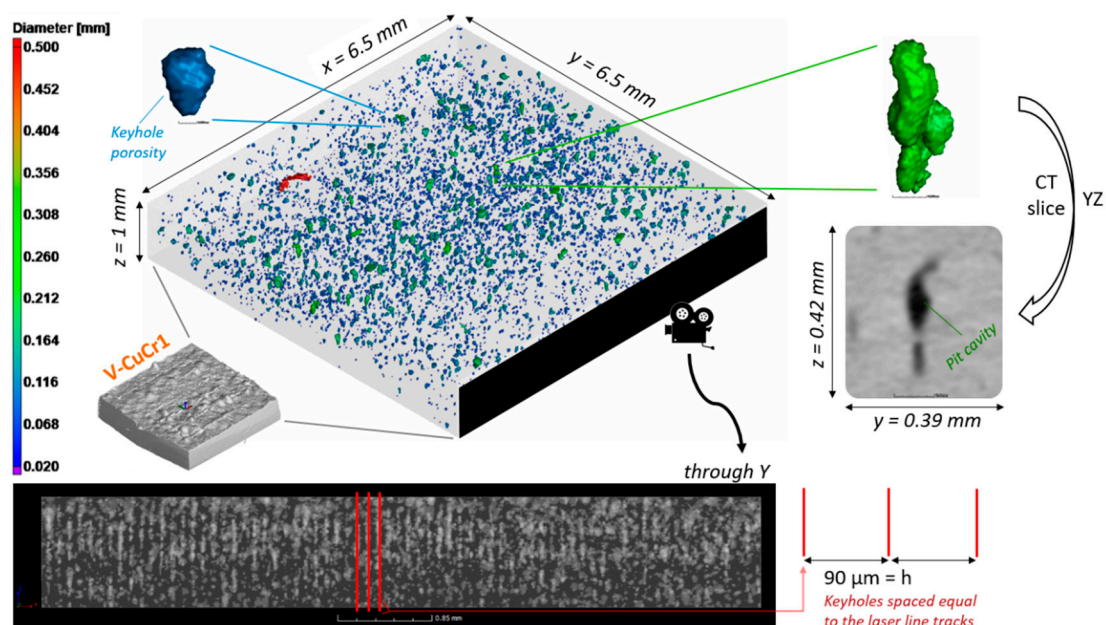 Diameter [mm]
0.500
0.452
0.404
0.356
0.308
0.260
0.212
0.164
0.116
0.068
0.020
Keyhole
porosity
x = 6.5 mm
y = 6.5 mm
z = 1 mm
V-CuCr1
CT
slice
YZ
z = 0.42 mm
Pit cavity
y = 0.39 mm
through Y
0.85 mm
90 µm = h
Keyholes spaced equal
to the laser line tracks